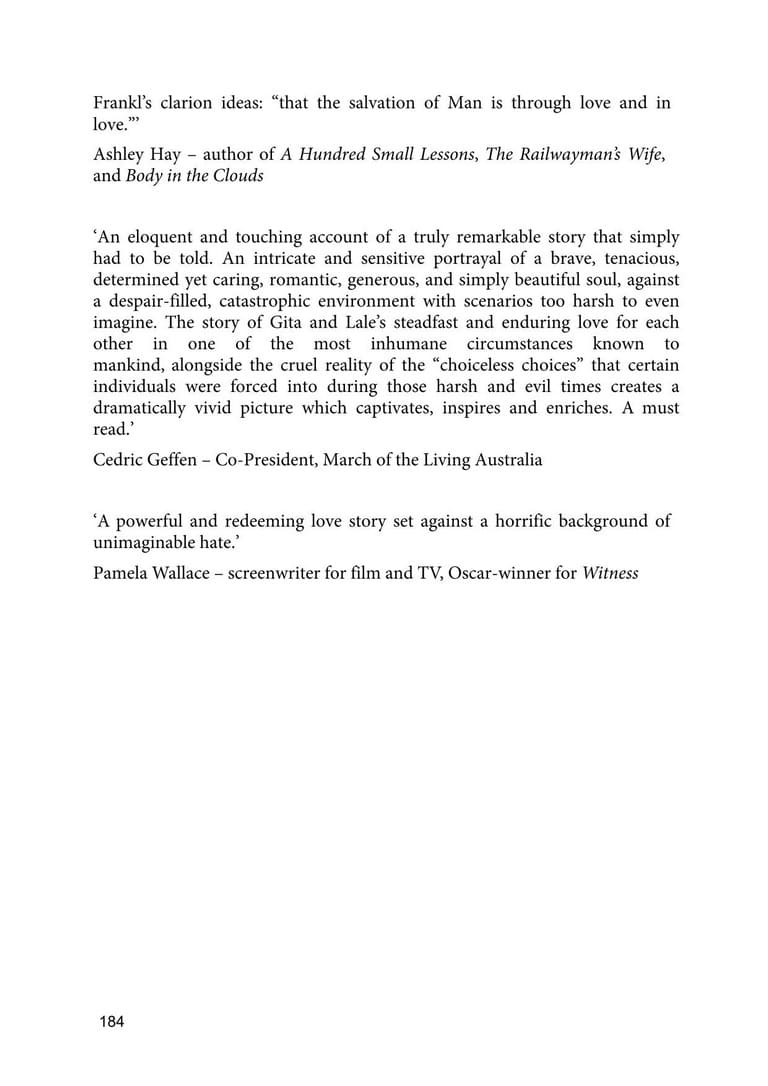 Frankl’s clarion ideas: “that the salvation of Man is through love and in
love.”’
Ashley Hay – author of A Hundred Small Lessons, The Railwayman’s Wife,
and Body in the Clouds
‘An eloquent and touching account of a truly remarkable story that simply
had to be told. An intricate and sensitive portrayal of a brave, tenacious,
determined yet caring, romantic, generous, and simply beautiful soul, against
a despair-filled, catastrophic environment with scenarios too harsh to even
imagine. The story of Gita and Lale’s steadfast and enduring love for each
other in one of the most inhumane circumstances known to
mankind, alongside the cruel reality of the “choiceless choices” that certain
individuals were forced into during those harsh and evil times creates a
dramatically vivid picture which captivates, inspires and enriches. A must
read.’
Cedric Geffen – Co-President, March of the Living Australia
‘A powerful and redeeming love story set against a horrific background of
unimaginable hate.’
Pamela Wallace – screenwriter for film and TV, Oscar-winner for Witness
184